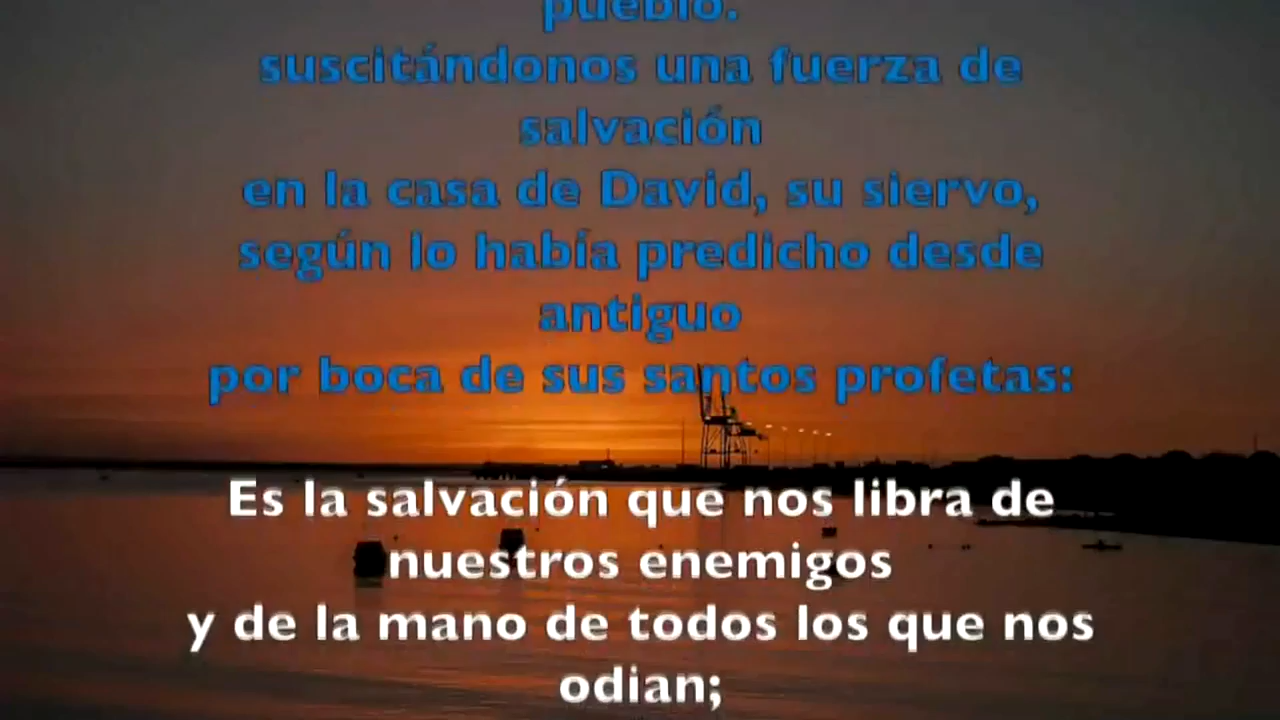 pueblo.
suscitándonos una fuerza de
salvación
en la casa de David, su siervo,
según lo había predicho desde
antiguo
por boca de sus santos profetas:
Es la salvación que nos libra de
nuestros enemigos
y de la mano de todos los que nos
odian;